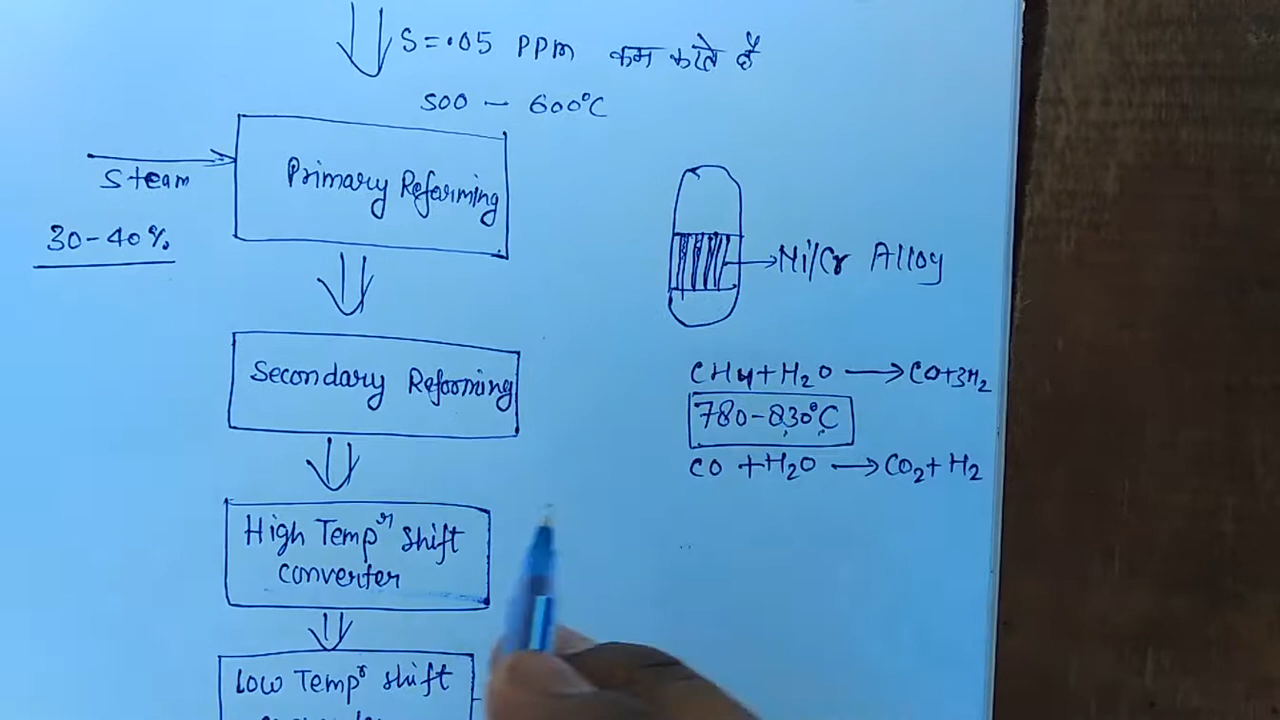 S = .05 PPm कम करते हैं
500 - 600°C
Steam
30-40%
Primary Reforming
Ni/Cr Alloy
Secondary Reforming
CH4 + H2O → CO + 3H2
780-830°C
CO + H2O → CO2 + H2
High Tempr shift
converter
Low Tempr shift